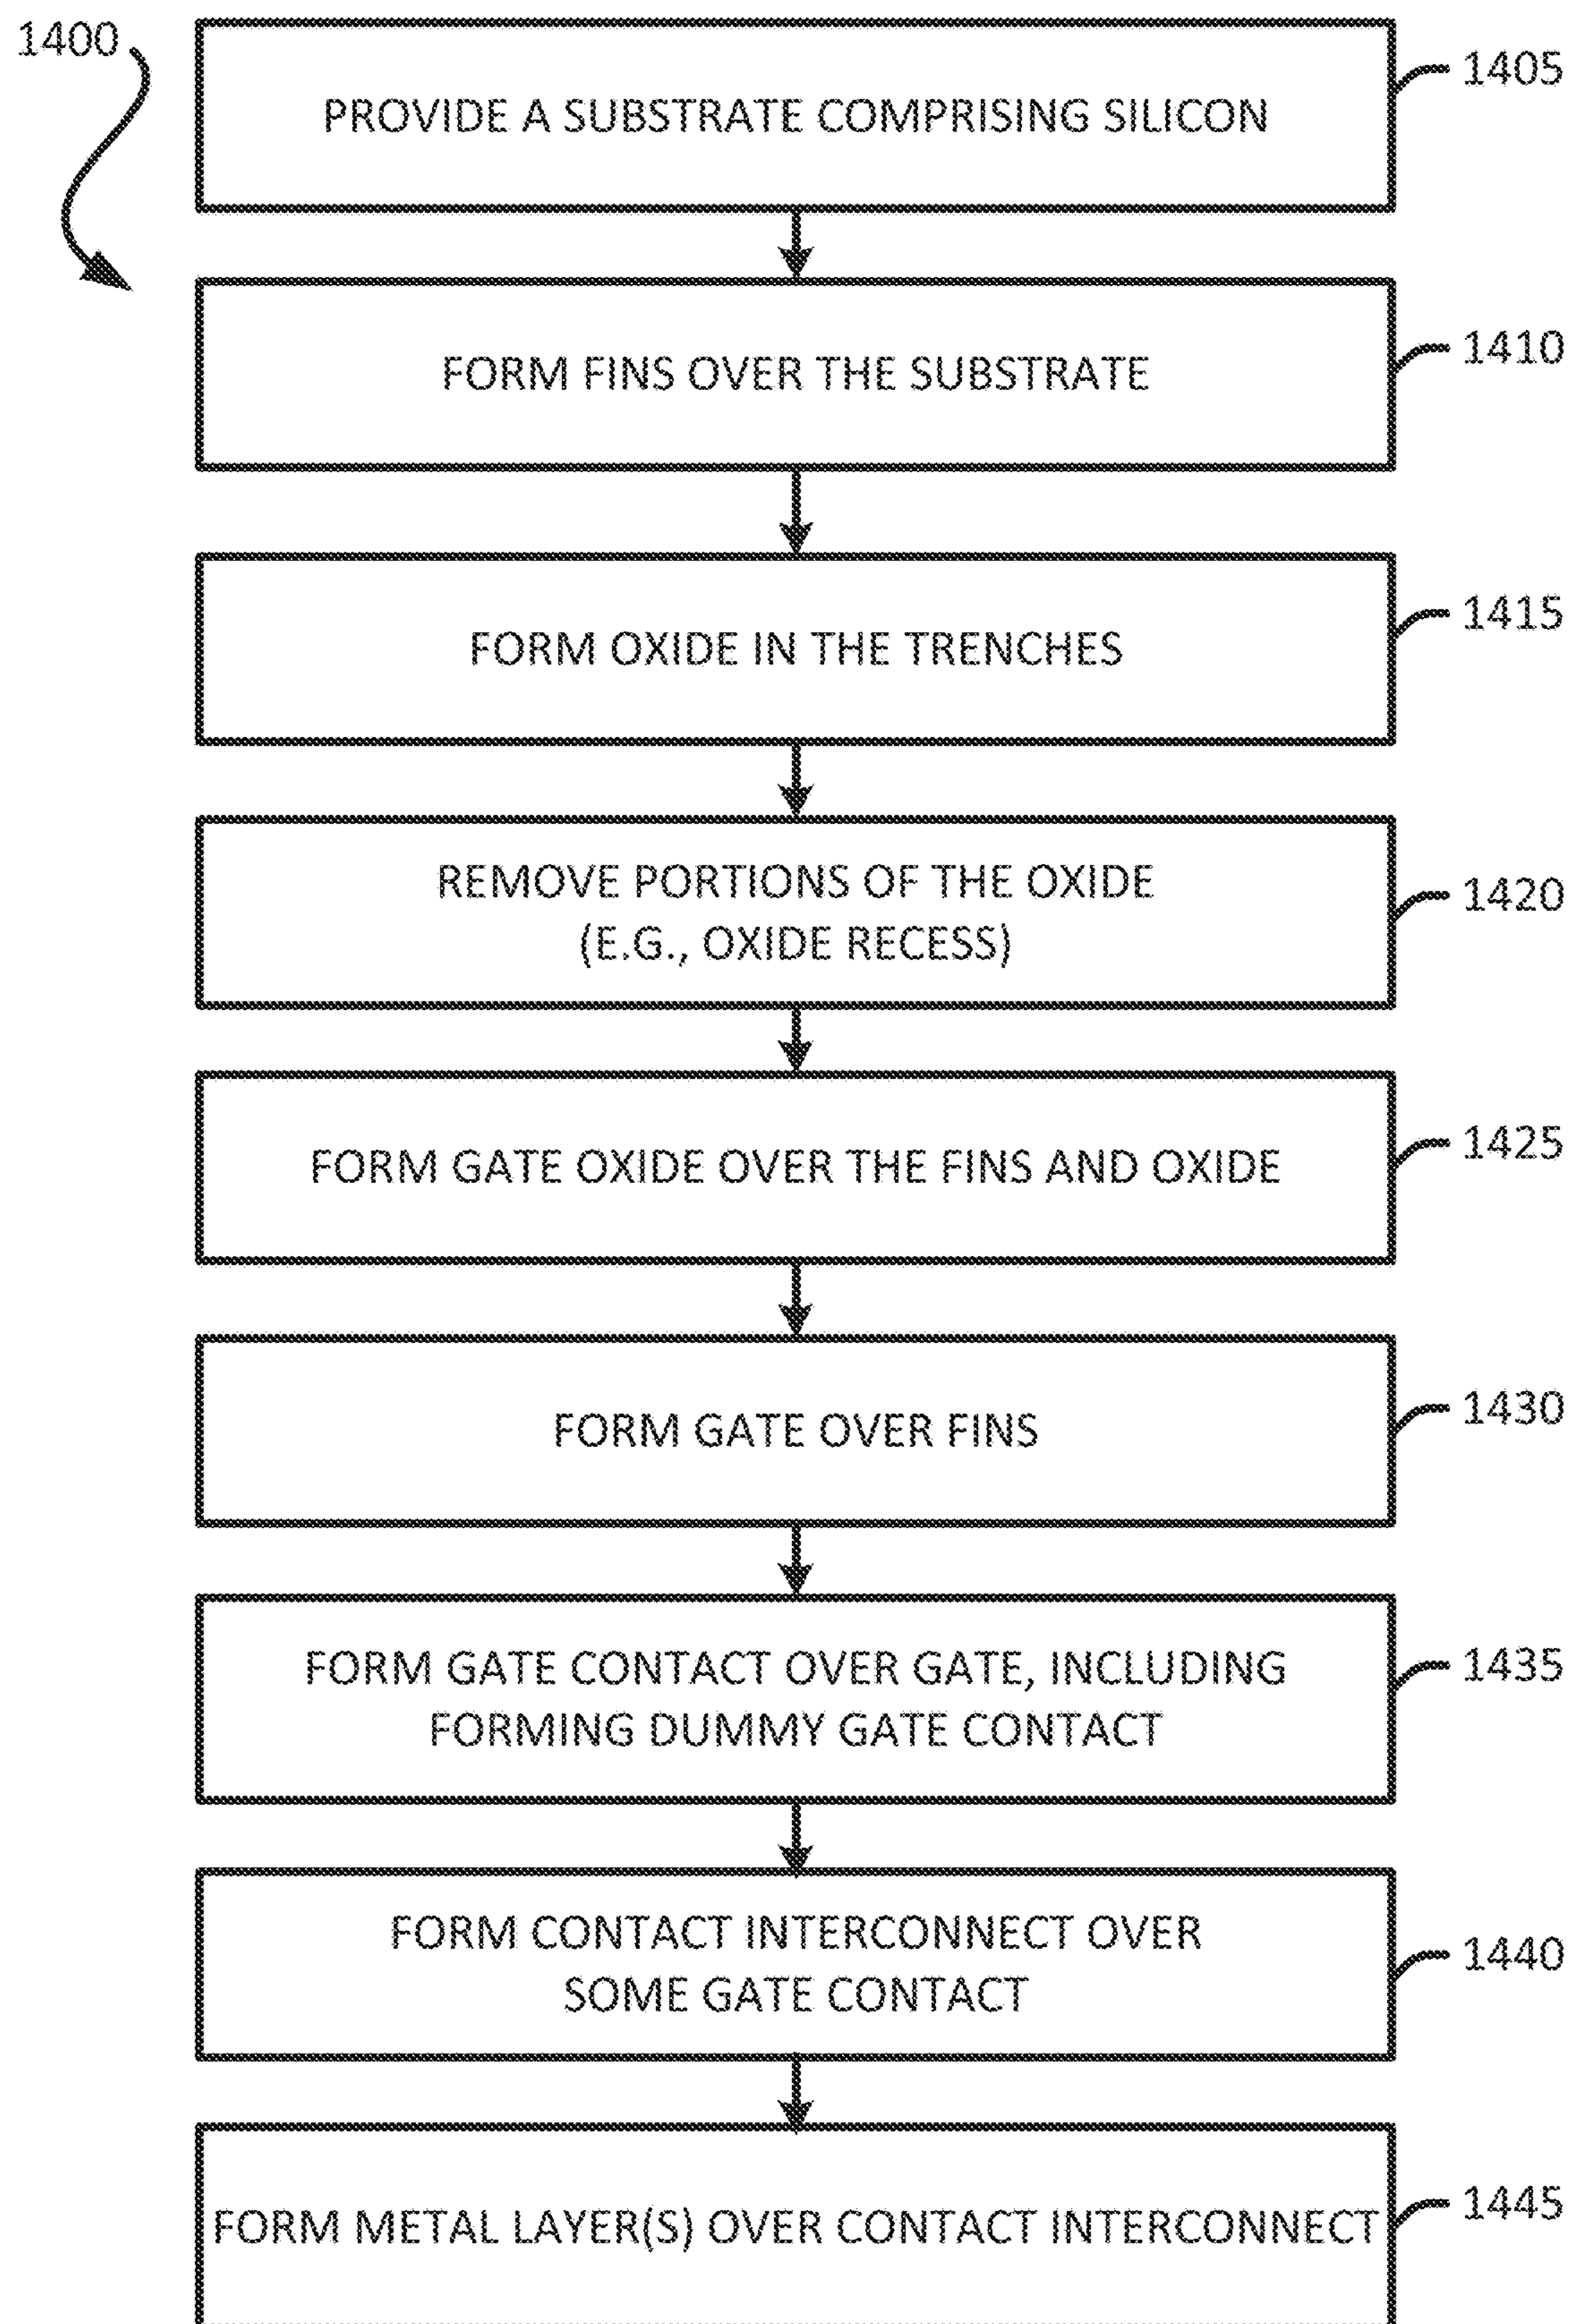 1400
PROVIDE A SUBSTRATE COMPRISING SILICON
1405
FORM FINS OVER THE SUBSTRATE
1410
FORM OXIDE IN THE TRENCHES
1415
REMOVE PORTIONS OF THE OXIDE
(E.G., OXIDE RECESS)
1420
FORM GATE OXIDE OVER THE FINS AND OXIDE
1425
FORM GATE OVER FINS
1430
FORM GATE CONTACT OVER GATE, INCLUDING
FORMING DUMMY GATE CONTACT
1435
FORM CONTACT INTERCONNECT OVER
SOME GATE CONTACT
1440
FORM METAL LAYER(S) OVER CONTACT INTERCONNECT
1445